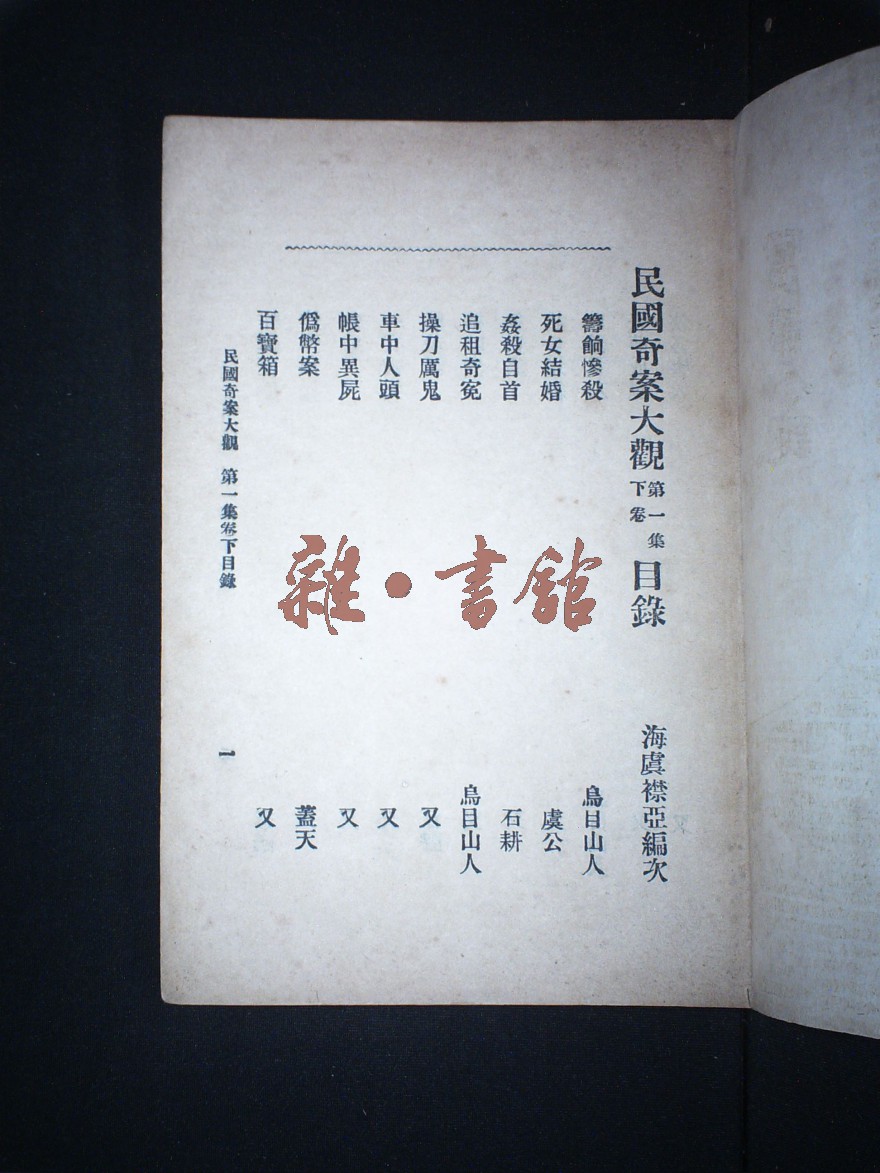 民國奇案大觀 第一集下卷 目錄 海虞襟亞編次
籌餉慘殺 烏目山人
死女結婚 虞公
姦殺自首 石耕
追租奇冤 烏目山人
操刀厲鬼 又
車中人頭 又
帳中異屍 又
僞幣案 蓋天
百寶箱 又
民國奇案大觀 第一集卷下目錄 一
雜·書館